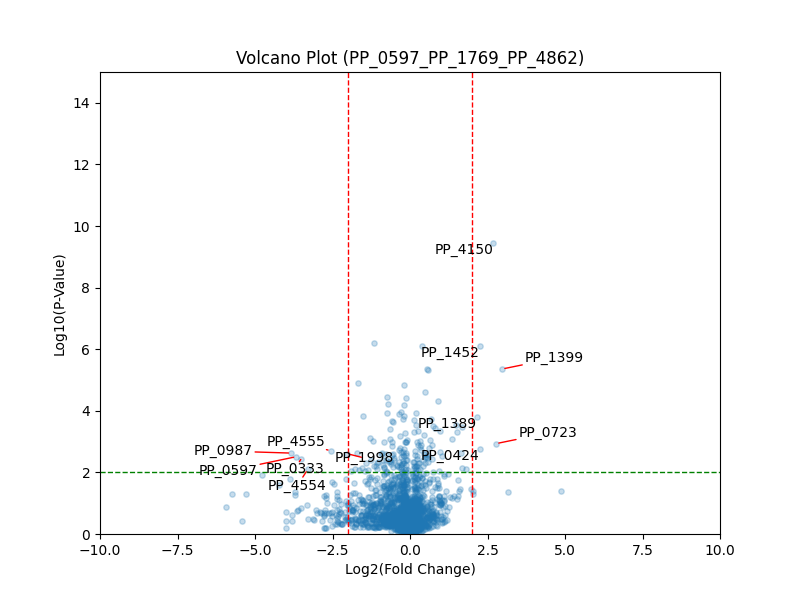 Volcano Plot (PP_0597_PP_1769_PP_4862)
Log10(P-Value)
14
12
10
8
6
4
2
0
PP_4150
PP_1452
PP_1399
PP_1389
PP_0723
PP_4555
PP_0987
PP_1998
PP_0424
PP_0597
PP_0333
PP_4554
−10.0
−7.5
−5.0
−2.5
0.0
2.5
5.0
7.5
10.0
Log2(Fold Change)